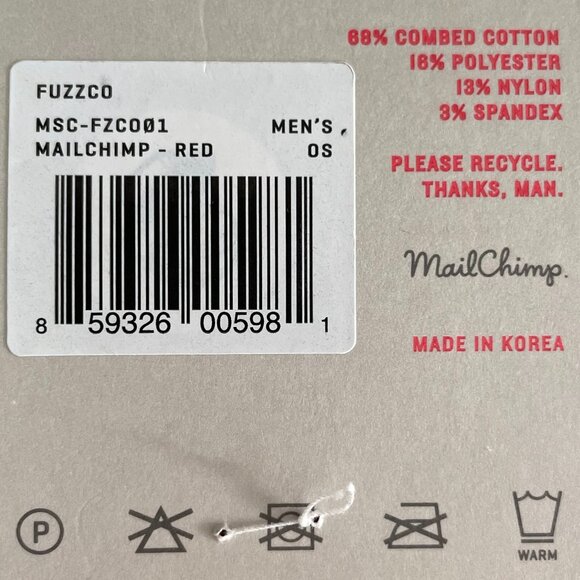 FUZZCO
MSC-FZCO01 MEN'S
MAILCHIMP - RED OS
8 59326 00598 1
68% COMBED COTTON
16% POLYESTER
13% NYLON
3% SPANDEX
PLEASE RECYCLE.
THANKS, MAN.
MailChimp.
MADE IN KOREA
P
WARM